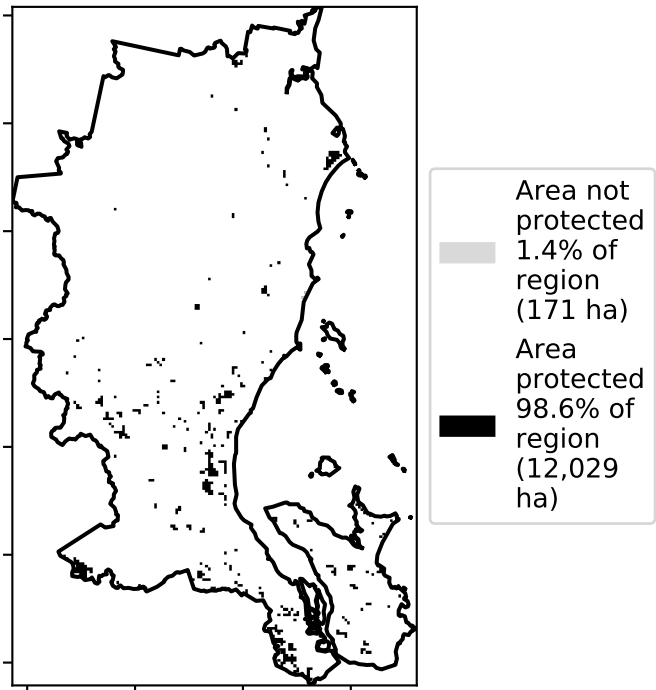 Area not
protected
1.4% of
region
(171 ha)
Area
protected
98.6% of
region
(12,029
ha)